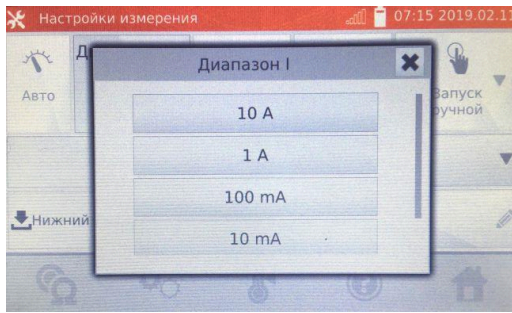 Настройки измерения
07:15 2019.02.11
Д
Диапазон I
Авто
Запуск
ручной
10 A
1 A
100 mA
10 mA
Нижний